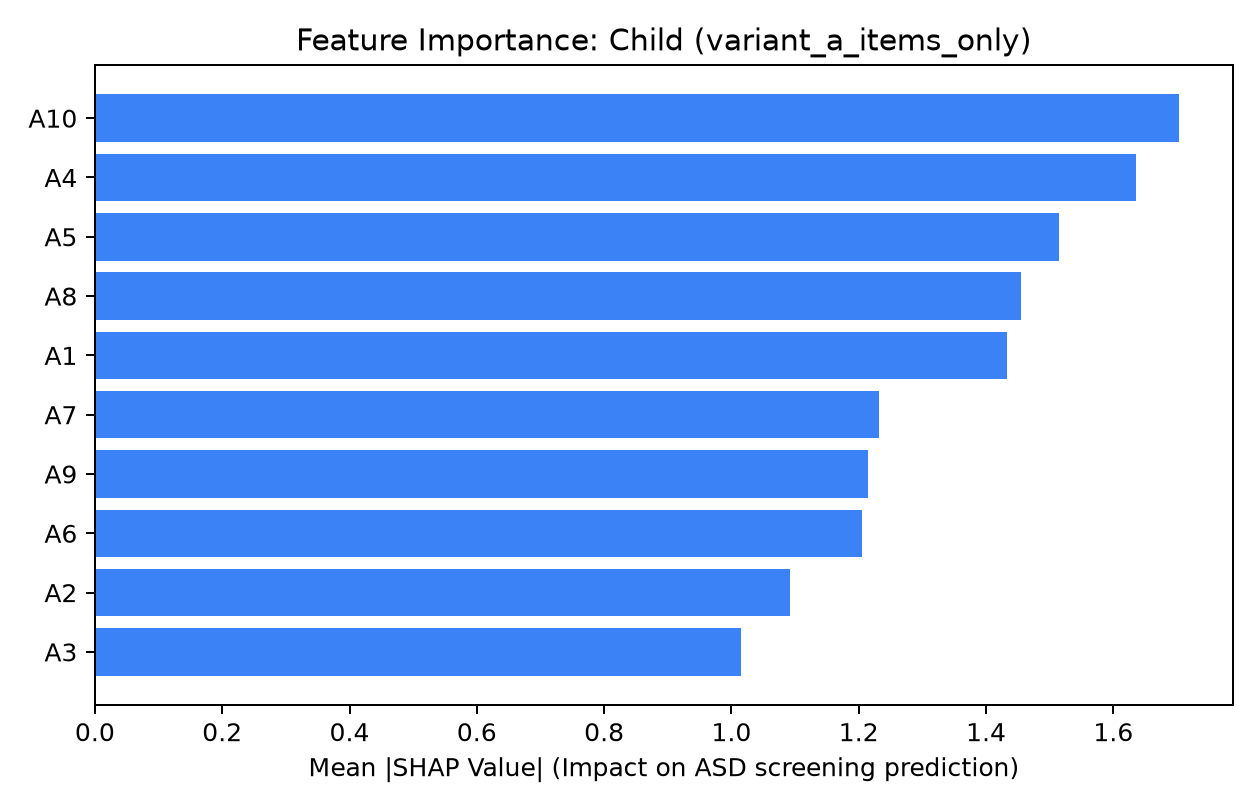 Feature Importance: Child (variant_a_items_only)
A10
A4
A5
A8
A1
A7
A9
A6
A2
A3
0.0 0.2 0.4 0.6 0.8 1.0 1.2 1.4 1.6
Mean |SHAP Value| (Impact on ASD screening prediction)